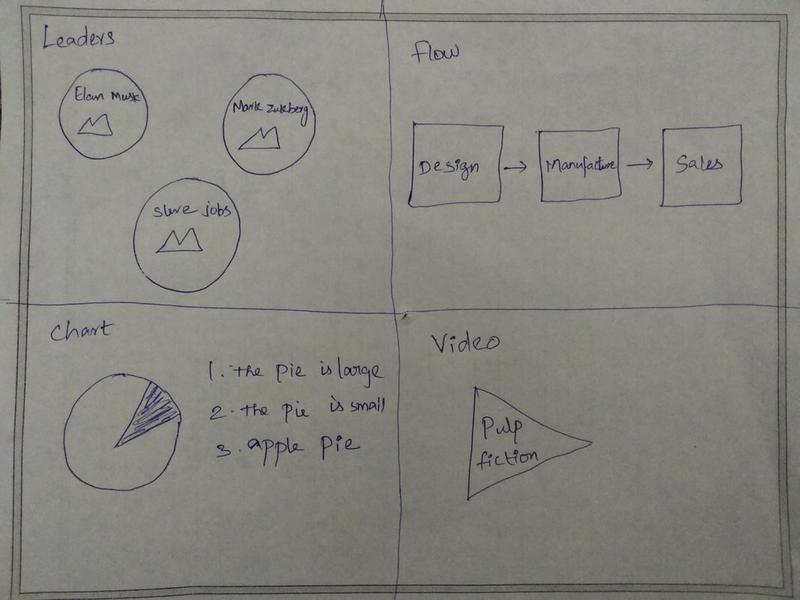 Leaders
Elan Musk
Mark Zukberg
steve jobs
Flow
Design → Manufacture → Sales
Chart
1. the pie is large
2. the pie is small
3. apple pie
Video
Pulp
fiction